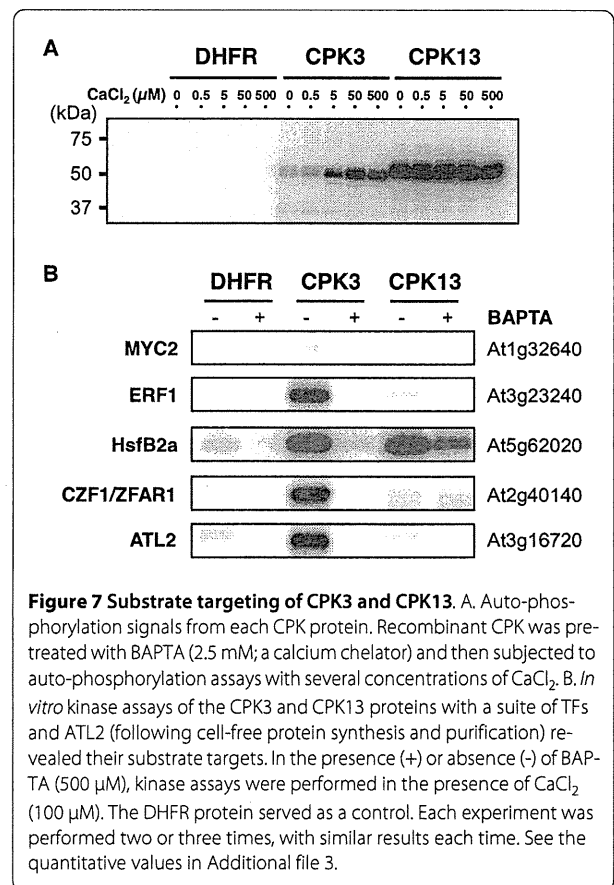 A
DHFR CPK3 CPK13
CaCl2 (µM) 0 0.5 5 50 500 0 0.5 5 50 500 0 0.5 5 50 500
(kDa)
75
50
37
B
DHFR CPK3 CPK13
- + - + - + BAPTA
MYC2 At1g32640
ERF1 At3g23240
HsfB2a At5g62020
CZF1/ZFAR1 At2g40140
ATL2 At3g16720
Figure 7 Substrate targeting of CPK3 and CPK13. A. Auto-phos-
phorylation signals from each CPK protein. Recombinant CPK was pre-
treated with BAPTA (2.5 mM; a calcium chelator) and then subjected to
auto-phosphorylation assays with several concentrations of CaCl2. B. In
vitro kinase assays of the CPK3 and CPK13 proteins with a suite of TFs
and ATL2 (following cell-free protein synthesis and purification) re-
vealed their substrate targets. In the presence (+) or absence (-) of BAP-
TA (500 µM), kinase assays were performed in the presence of CaCl2
(100 µM). The DHFR protein served as a control. Each experiment was
performed two or three times, with similar results each time. See the
quantitative values in Additional file 3.